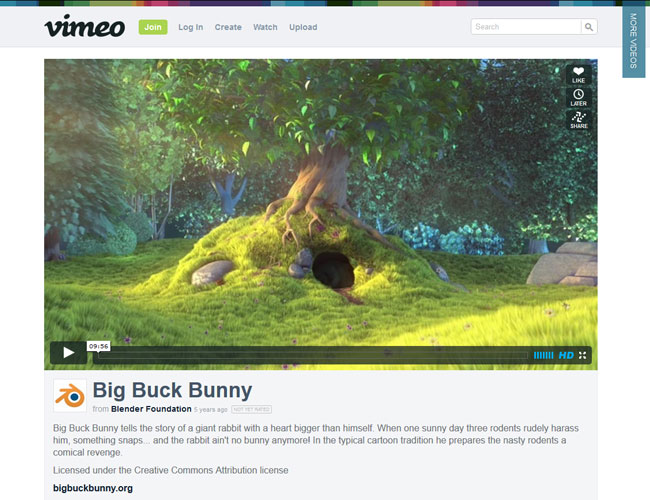 vimeo Join Log In Create Watch Upload Search
MORE VIDEOS
LIKE
LATER
SHARE
09:56
HD
Big Buck Bunny
from Blender Foundation 5 years ago NOT YET RATED
Big Buck Bunny tells the story of a giant rabbit with a heart bigger than himself. When one sunny day three rodents rudely harass
him, something snaps... and the rabbit ain't no bunny anymore! In the typical cartoon tradition he prepares the nasty rodents a
comical revenge.
Licensed under the Creative Commons Attribution license
bigbuckbunny.org